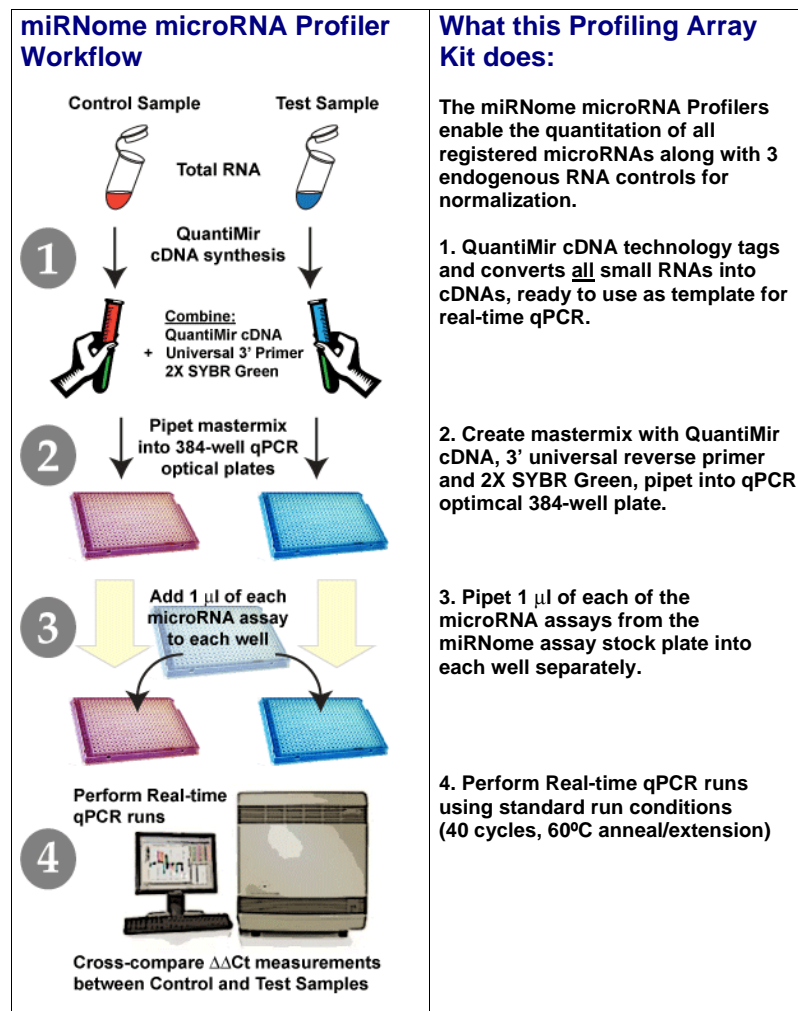 miRNome microRNA Profiler
Workflow
Control Sample
Test Sample
Total RNA
1
QuantiMir
cDNA synthesis
Combine:
QuantiMir cDNA
+ Universal 3' Primer
2X SYBR Green
2
Pipet mastermix
into 384-well qPCR
optical plates
3
Add 1 µl of each
microRNA assay
to each well
4
Perform Real-time
qPCR runs
Cross-compare ΔΔCt measurements
between Control and Test Samples
What this Profiling Array
Kit does:
The miRNome microRNA Profilers
enable the quantitation of all
registered microRNAs along with 3
endogenous RNA controls for
normalization.
1. QuantiMir cDNA technology tags
and converts all small RNAs into
cDNAs, ready to use as template for
real-time qPCR.
2. Create mastermix with QuantiMir
cDNA, 3' universal reverse primer
and 2X SYBR Green, pipet into qPCR
optimcal 384-well plate.
3. Pipet 1 µl of each of the
microRNA assays from the
miRNome assay stock plate into
each well separately.
4. Perform Real-time qPCR runs
using standard run conditions
(40 cycles, 60ºC anneal/extension)